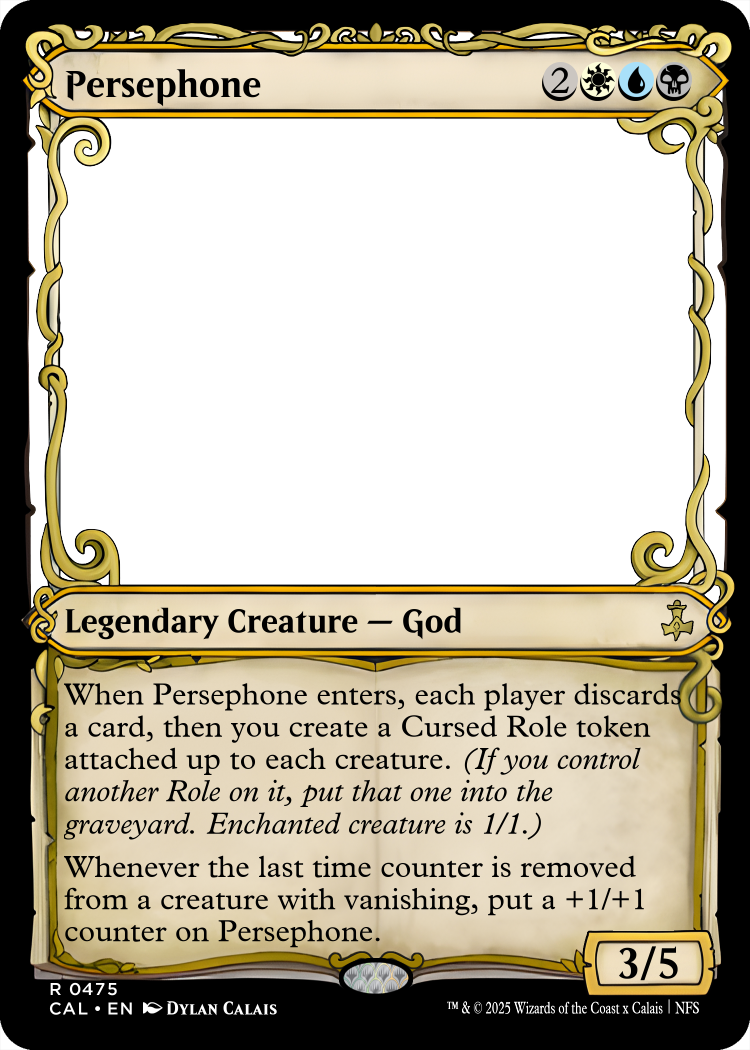 Persephone 2
Legendary Creature — God
When Persephone enters, each player discards
a card, then you create a Cursed Role token
attached up to each creature. (If you control
another Role on it, put that one into the
graveyard. Enchanted creature is 1/1.)
Whenever the last time counter is removed
from a creature with vanishing, put a +1/+1
counter on Persephone.
3/5
R 0475
CAL • EN DYLAN CALAIS
™ & © 2025 Wizards of the Coast x Calais | NFS